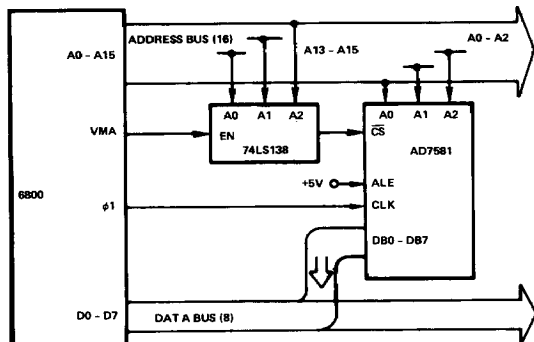 ADDRESS BUS (16)
A0 – A15
A13 – A15
A0 – A2
A0 A1 A2
A0 A1 A2
VMA
EN
C̅S̅
74LS138
AD7581
+5V
ALE
6800
ϕ1
CLK
DB0 – DB7
D0 – D7
DATA BUS (8)